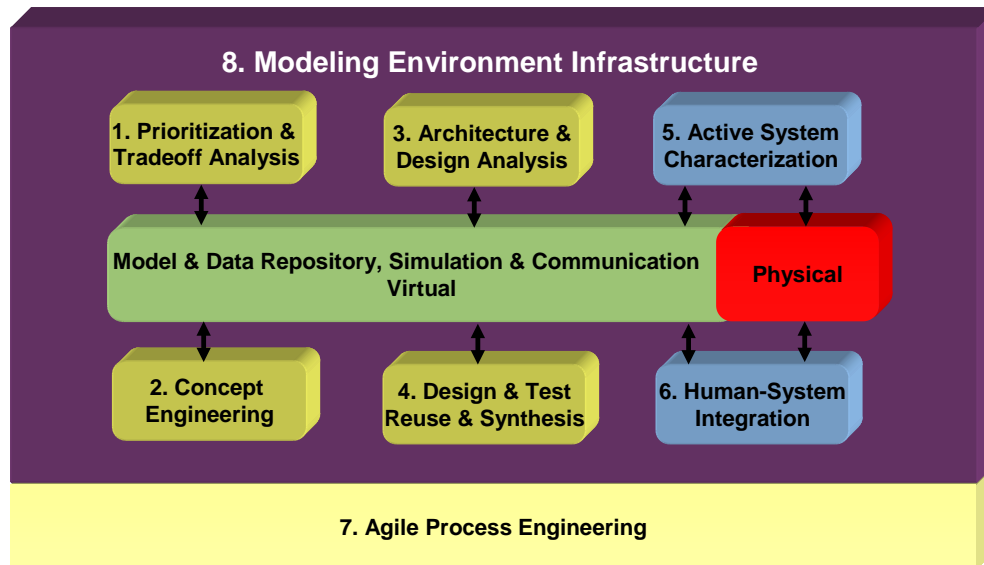 8. Modeling Environment Infrastructure
1. Prioritization &
Tradeoff Analysis
3. Architecture &
Design Analysis
5. Active System
Characterization
Model & Data Repository, Simulation & Communication
Virtual
Physical
2. Concept
Engineering
4. Design & Test
Reuse & Synthesis
6. Human-System
Integration
7. Agile Process Engineering